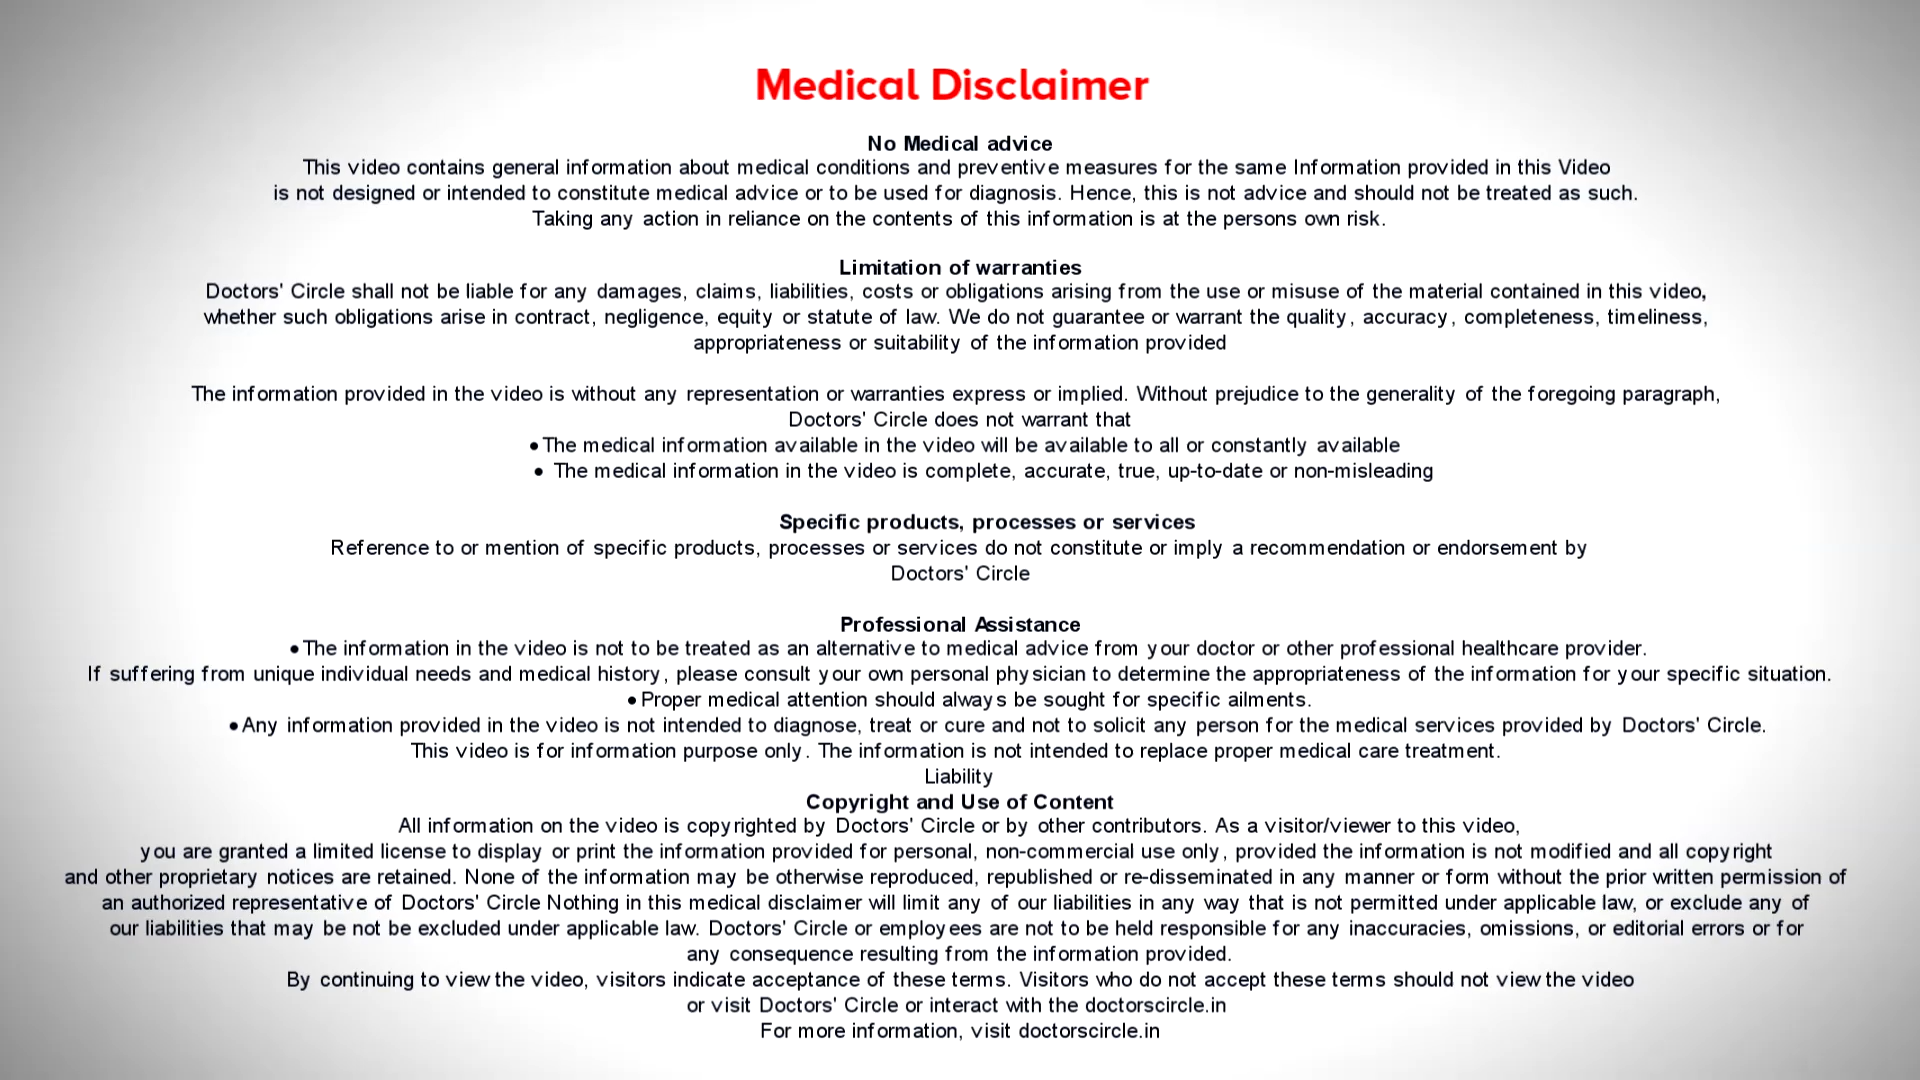 Medical Disclaimer
No Medical advice
This video contains general information about medical conditions and preventive measures for the same Information provided in this Video
is not designed or intended to constitute medical advice or to be used for diagnosis. Hence, this is not advice and should not be treated as such.
Taking any action in reliance on the contents of this information is at the persons own risk.
Limitation of warranties
Doctors' Circle shall not be liable for any damages, claims, liabilities, costs or obligations arising from the use or misuse of the material contained in this video,
whether such obligations arise in contract, negligence, equity or statute of law. We do not guarantee or warrant the quality, accuracy, completeness, timeliness,
appropriateness or suitability of the information provided
The information provided in the video is without any representation or warranties express or implied. Without prejudice to the generality of the foregoing paragraph,
Doctors' Circle does not warrant that
• The medical information available in the video will be available to all or constantly available
• The medical information in the video is complete, accurate, true, up-to-date or non-misleading
Specific products, processes or services
Reference to or mention of specific products, processes or services do not constitute or imply a recommendation or endorsement by
Doctors' Circle
Professional Assistance
• The information in the video is not to be treated as an alternative to medical advice from your doctor or other professional healthcare provider.
If suffering from unique individual needs and medical history, please consult your own personal physician to determine the appropriateness of the information for your specific situation.
• Proper medical attention should always be sought for specific ailments.
• Any information provided in the video is not intended to diagnose, treat or cure and not to solicit any person for the medical services provided by Doctors' Circle.
This video is for information purpose only. The information is not intended to replace proper medical care treatment.
Liability
Copyright and Use of Content
All information on the video is copyrighted by Doctors' Circle or by other contributors. As a visitor/viewer to this video,
you are granted a limited license to display or print the information provided for personal, non-commercial use only, provided the information is not modified and all copyright
and other proprietary notices are retained. None of the information may be otherwise reproduced, republished or re-disseminated in any manner or form without the prior written permission of
an authorized representative of Doctors' Circle Nothing in this medical disclaimer will limit any of our liabilities in any way that is not permitted under applicable law, or exclude any of
our liabilities that may be not be excluded under applicable law. Doctors' Circle or employees are not to be held responsible for any inaccuracies, omissions, or editorial errors or for
any consequence resulting from the information provided.
By continuing to view the video, visitors indicate acceptance of these terms. Visitors who do not accept these terms should not view the video
or visit Doctors' Circle or interact with the doctorscircle.in
For more information, visit doctorscircle.in